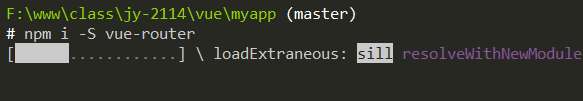 F:\www\class\jy-2114\vue\myapp (master)
# npm i -S vue-router
[      ............] \ loadExtraneous: sill resolveWithNewModule